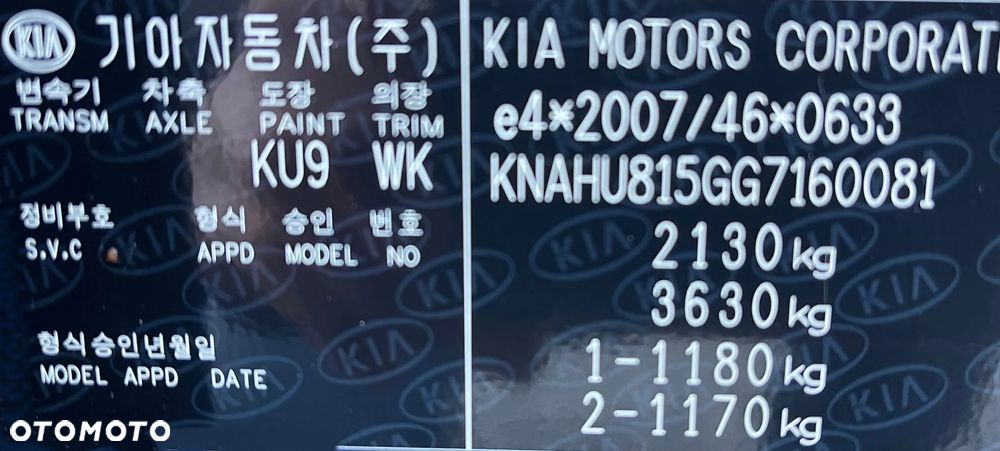 KIA 기아자동차(주)
변속기 차축 도장 의장
TRANSM AXLE PAINT TRIM
KU9 WK
정비부호 형식 승인 번호
S.V.C APPD MODEL NO
형식승인년월일
MODEL APPD DATE
KIA MOTORS CORPORAT
e4*2007/46*0633
KNAHU815GG7160081
2130kg
3630kg
1-1180kg
2-1170kg
OTOMOTO